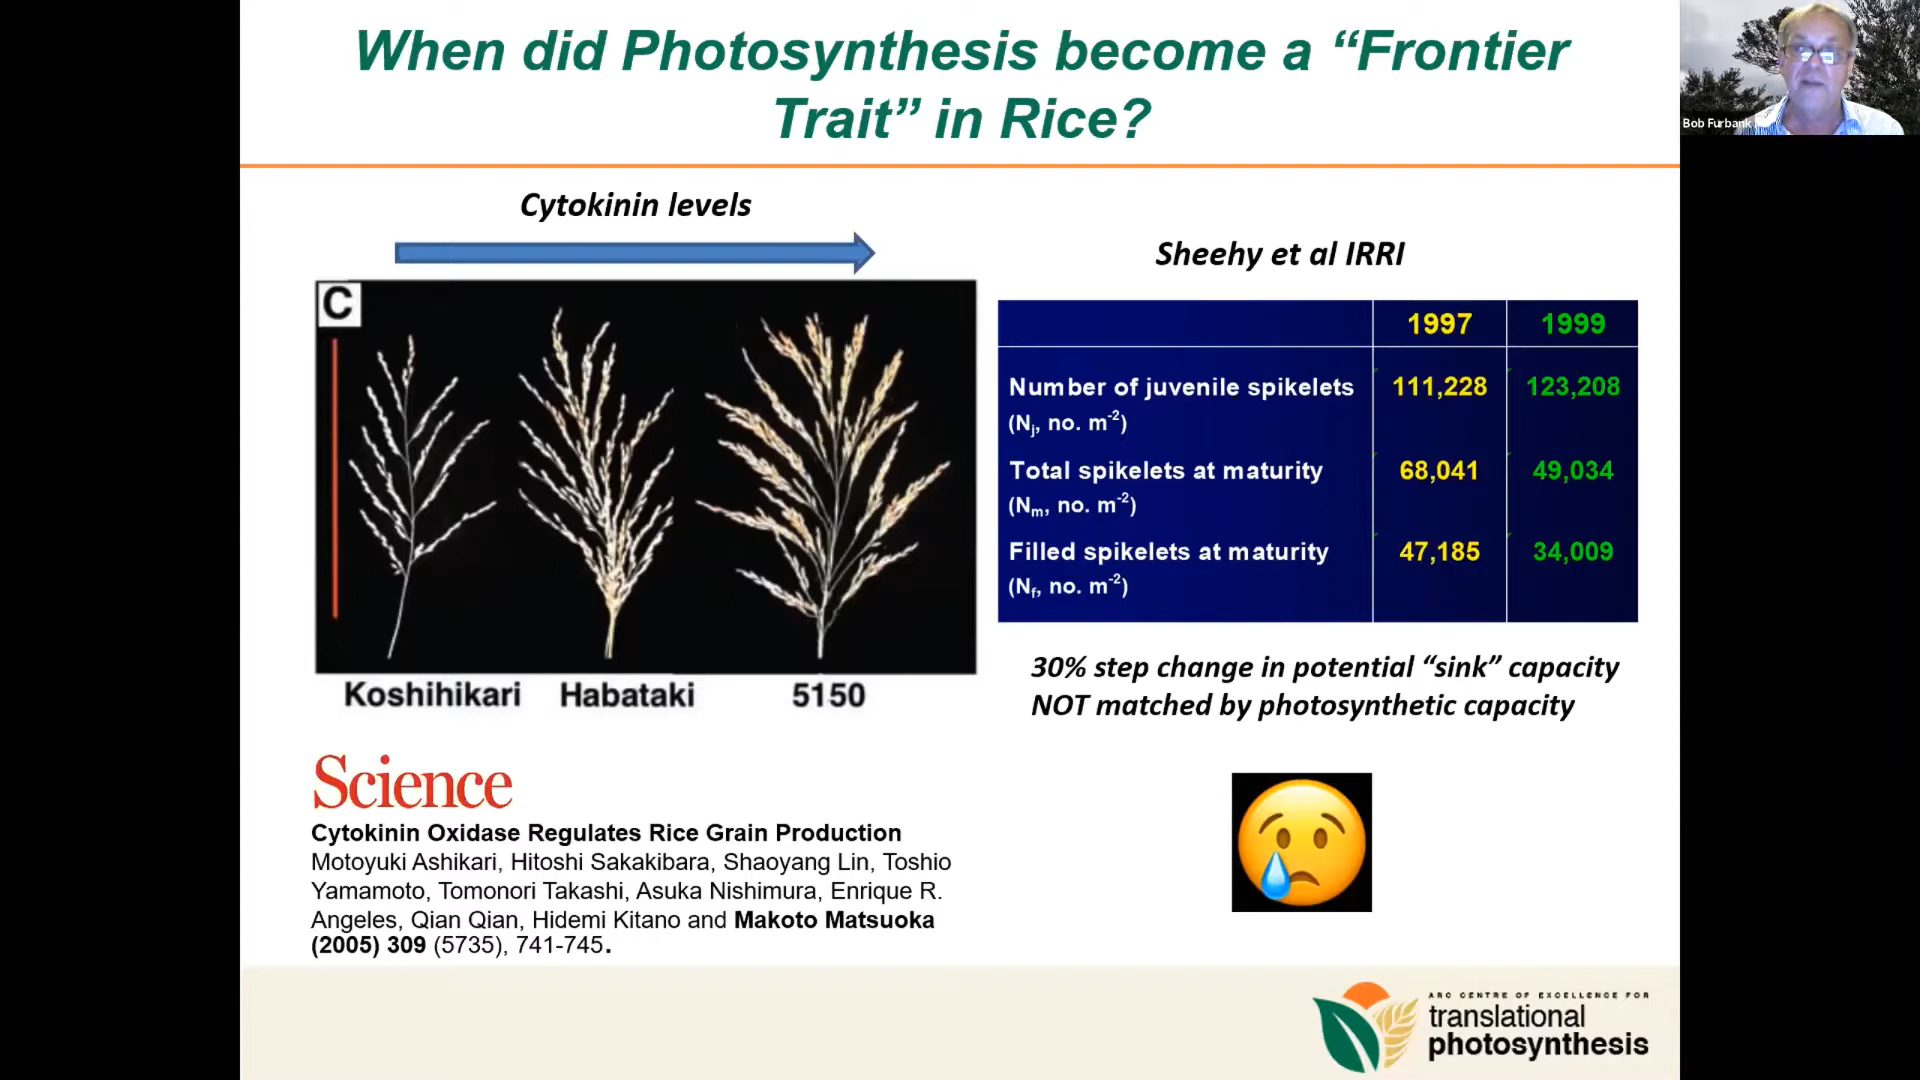 When did Photosynthesis become a “Frontier
Trait” in Rice?
Bob Furbank
Cytokinin levels
C
Koshihikari Habataki 5150
Sheehy et al IRRI
1997 1999
Number of juvenile spikelets 111,228 123,208
(Nj, no. m-2)
Total spikelets at maturity 68,041 49,034
(Nm, no. m-2)
Filled spikelets at maturity 47,185 34,009
(Nf, no. m-2)
30% step change in potential “sink” capacity
NOT matched by photosynthetic capacity
Science
Cytokinin Oxidase Regulates Rice Grain Production
Motoyuki Ashikari, Hitoshi Sakakibara, Shaoyang Lin, Toshio
Yamamoto, Tomonori Takashi, Asuka Nishimura, Enrique R.
Angeles, Qian Qian, Hidemi Kitano and Makoto Matsuoka
(2005) 309 (5735), 741-745.
ARC CENTRE OF EXCELLENCE FOR
translational
photosynthesis